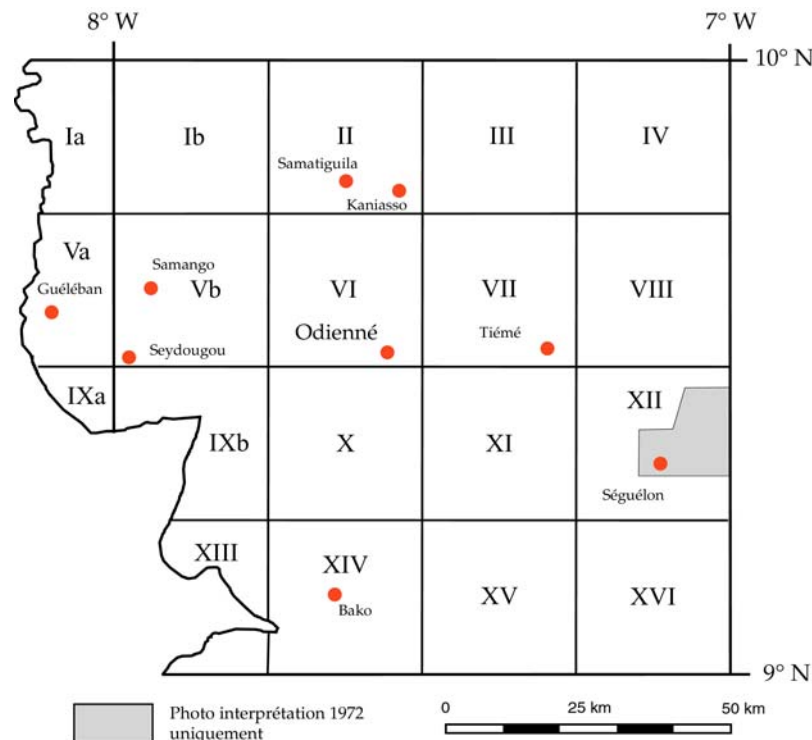 8° W
7° W
10° N
Ia
Ib
II
III
IV
Samatiguila
Kaniasso
Va
Samango
Guéléban
Vb
VI
VII
VIII
Odienné
Tiémé
Seydougou
IXa
XII
IXb
X
XI
Séguélon
XIII
XIV
XV
XVI
Bako
9° N
Photo interprétation 1972
uniquement
0
25 km
50 km